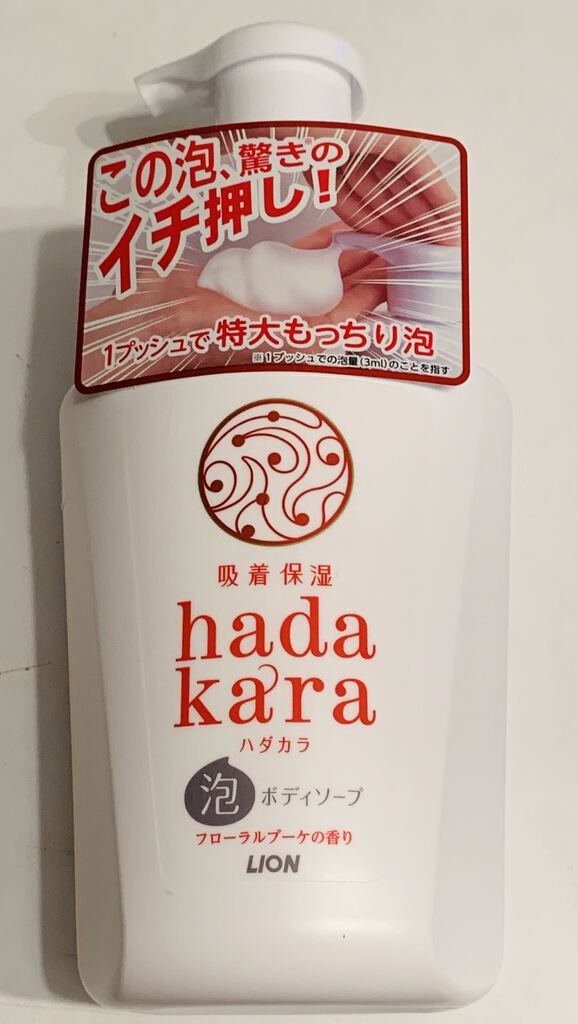 この泡、驚きの※
イチ押し!
1プッシュで特大もっちり泡
※1プッシュでの泡量(3ml)のことを指す
吸着保湿
hada
kara
ハダカラ
泡 ボディソープ
フローラルブーケの香り
LION